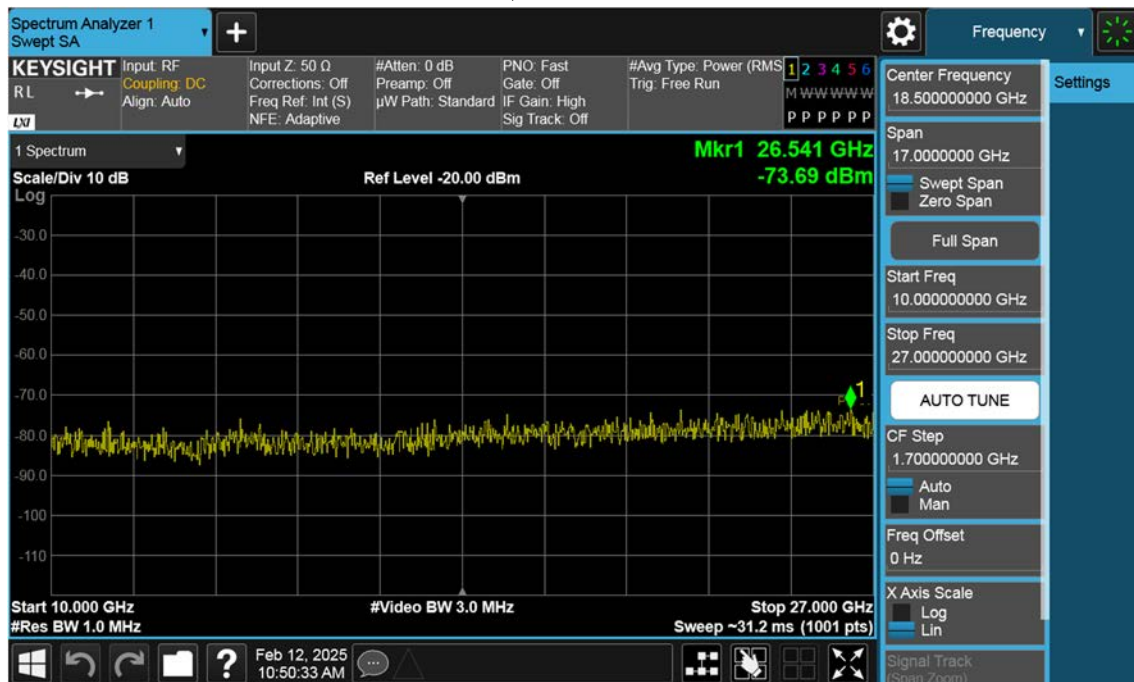 Spectrum Analyzer 1
Swept SA
Frequency
KEYSIGHT
RL
LXI
Input: RF
Coupling: DC
Align: Auto
Input Z: 50 Ω
Corrections: Off
Freq Ref: Int (S)
NFE: Adaptive
#Atten: 0 dB
Preamp: Off
µW Path: Standard
PNO: Fast
Gate: Off
IF Gain: High
Sig Track: Off
#Avg Type: Power (RMS
Trig: Free Run
1 2 3 4 5 6
M W W W W W
P P P P P P
1 Spectrum
Scale/Div 10 dB
Ref Level -20.00 dBm
Mkr1 26.541 GHz
-73.69 dBm
Log
-30.0
-40.0
-50.0
-60.0
-70.0
-80.0
-90.0
-100
-110
1
Start 10.000 GHz
#Video BW 3.0 MHz
Stop 27.000 GHz
#Res BW 1.0 MHz
Sweep ~31.2 ms (1001 pts)
Feb 12, 2025
10:50:33 AM
?
Center Frequency
18.500000000 GHz
Span
17.0000000 GHz
Swept Span
Zero Span
Full Span
Start Freq
10.000000000 GHz
Stop Freq
27.000000000 GHz
AUTO TUNE
CF Step
1.700000000 GHz
Auto
Man
Freq Offset
0 Hz
X Axis Scale
Log
Lin
Signal Track
(Span Zoom)
Settings